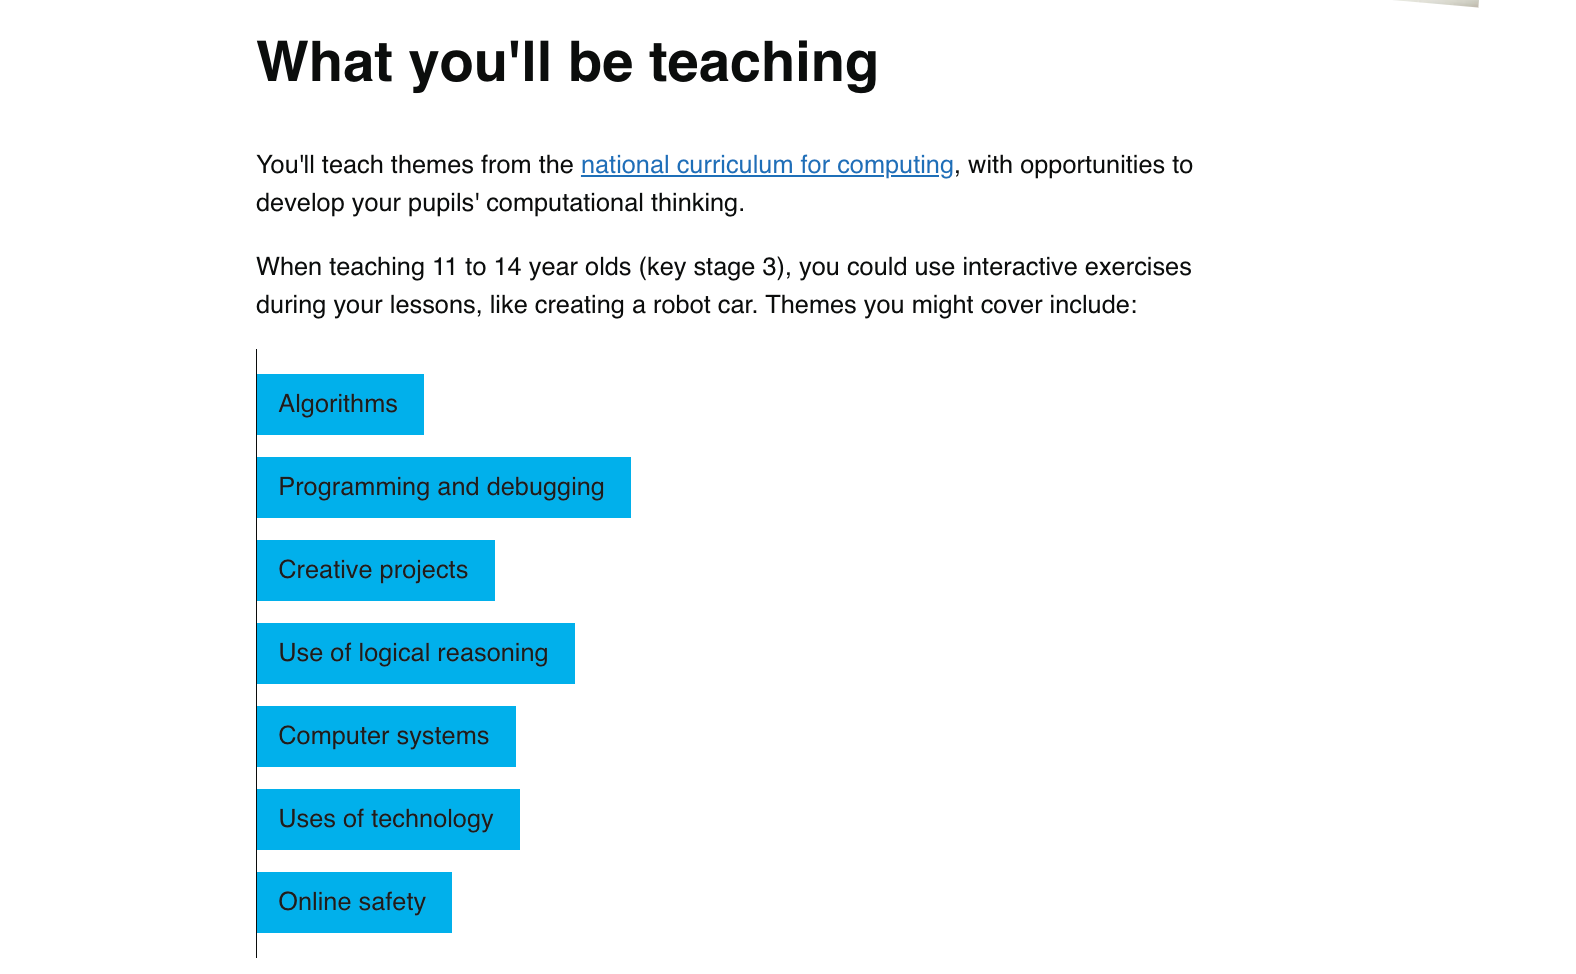 What you'll be teaching
You'll teach themes from the national curriculum for computing, with opportunities to
develop your pupils' computational thinking.
When teaching 11 to 14 year olds (key stage 3), you could use interactive exercises
during your lessons, like creating a robot car. Themes you might cover include:
Algorithms
Programming and debugging
Creative projects
Use of logical reasoning
Computer systems
Uses of technology
Online safety